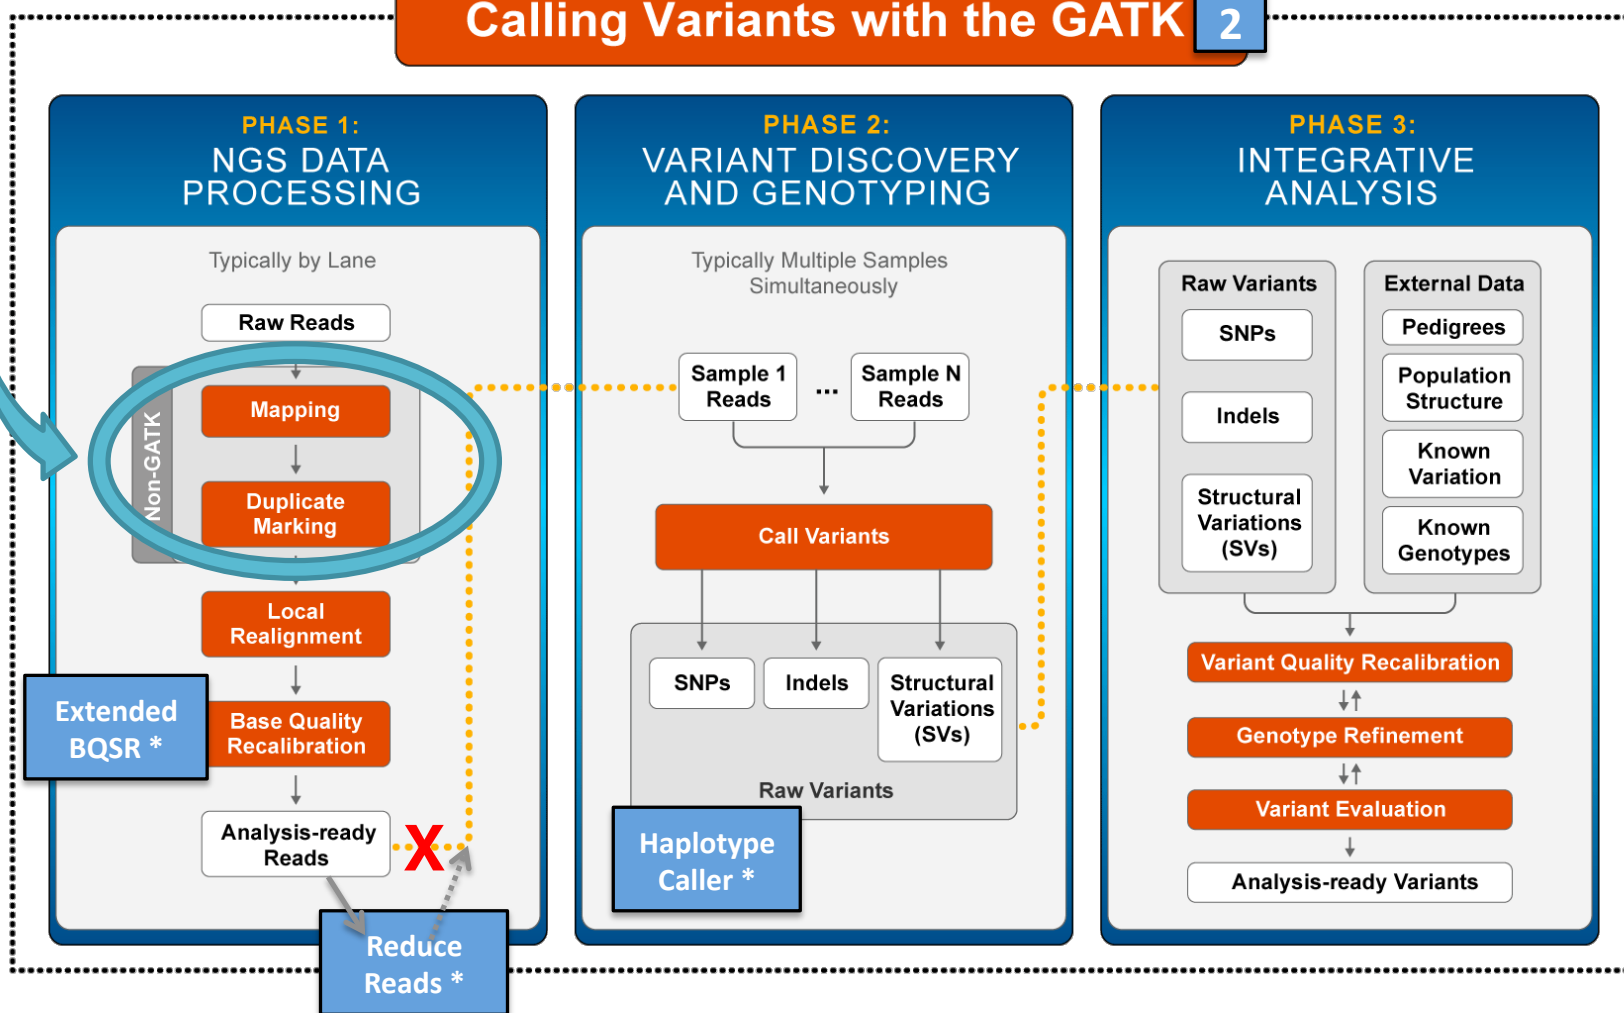 Calling Variants with the GATK 2
PHASE 1:
NGS DATA
PROCESSING
Typically by Lane
Raw Reads
Non-GATK
Mapping
Duplicate
Marking
Local
Realignment
Extended
BQSR *
Base Quality
Recalibration
Analysis-ready
Reads
X
Reduce
Reads *
PHASE 2:
VARIANT DISCOVERY
AND GENOTYPING
Typically Multiple Samples
Simultaneously
Sample 1
Reads
...
Sample N
Reads
Call Variants
SNPs
Indels
Structural
Variations
(SVs)
Raw Variants
Haplotype
Caller *
PHASE 3:
INTEGRATIVE
ANALYSIS
Raw Variants
SNPs
Indels
Structural
Variations
(SVs)
External Data
Pedigrees
Population
Structure
Known
Variation
Known
Genotypes
Variant Quality Recalibration
Genotype Refinement
Variant Evaluation
Analysis-ready Variants